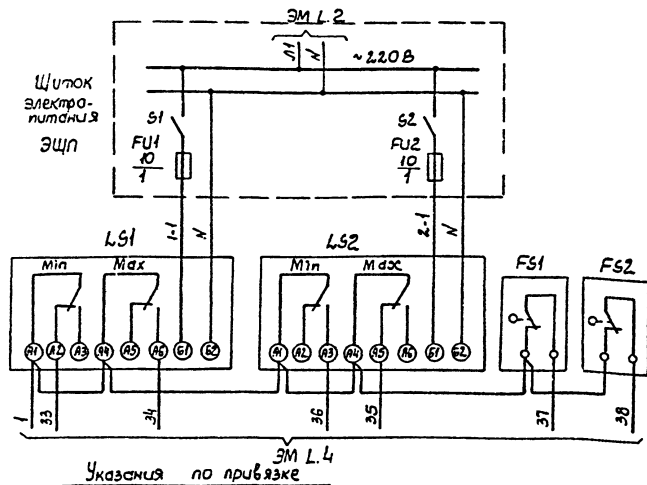 ЭМ L.2
Л1
N
~220В
Щиток
электра-
питания
ЭЩП
S1
FU1
10
1
S2
FU2
10
1
1-1
N
2-1
N
LS1
Min
Max
A1
A2
A3
A4
A5
A6
Б1
Б2
LS2
Min
Max
A1
A2
A3
A4
A5
A6
Б1
Б2
FS1
FS2
1
33
34
36
35
37
38
ЭМ L.4
Указания по привязке